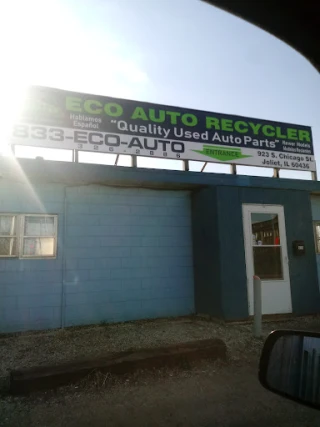 ECO AUTO RECYCLER
Hablamos
Español
"Quality Used Auto Parts"
833-ECO-AUTO
ENTRANCE
923 S. Chicago St.
Joliet, IL 60436